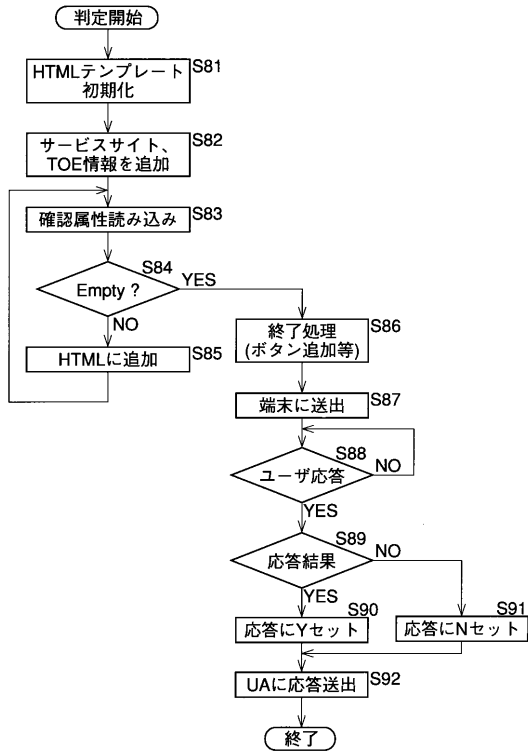 判定開始
HTMLテンプレート
初期化
S81
サービスサイト、
TOE情報を追加
S82
確認属性読み込み
S83
Empty ?
S84
YES
NO
HTMLに追加
S85
終了処理
(ボタン追加等)
S86
端末に送出
S87
ユーザ応答
S88
NO
YES
応答結果
S89
NO
YES
応答にYセット
S90
応答にNセット
S91
UAに応答送出
S92
終了